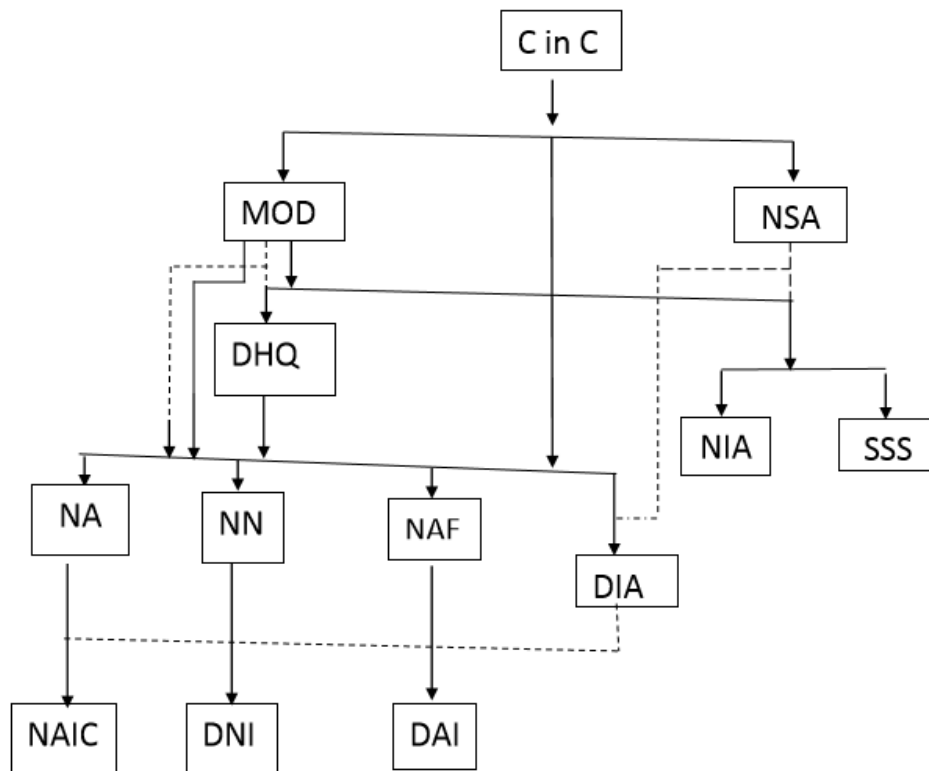 C in C
MOD
NSA
DHQ
NIA
SSS
NA
NN
NAF
DIA
NAIC
DNI
DAI